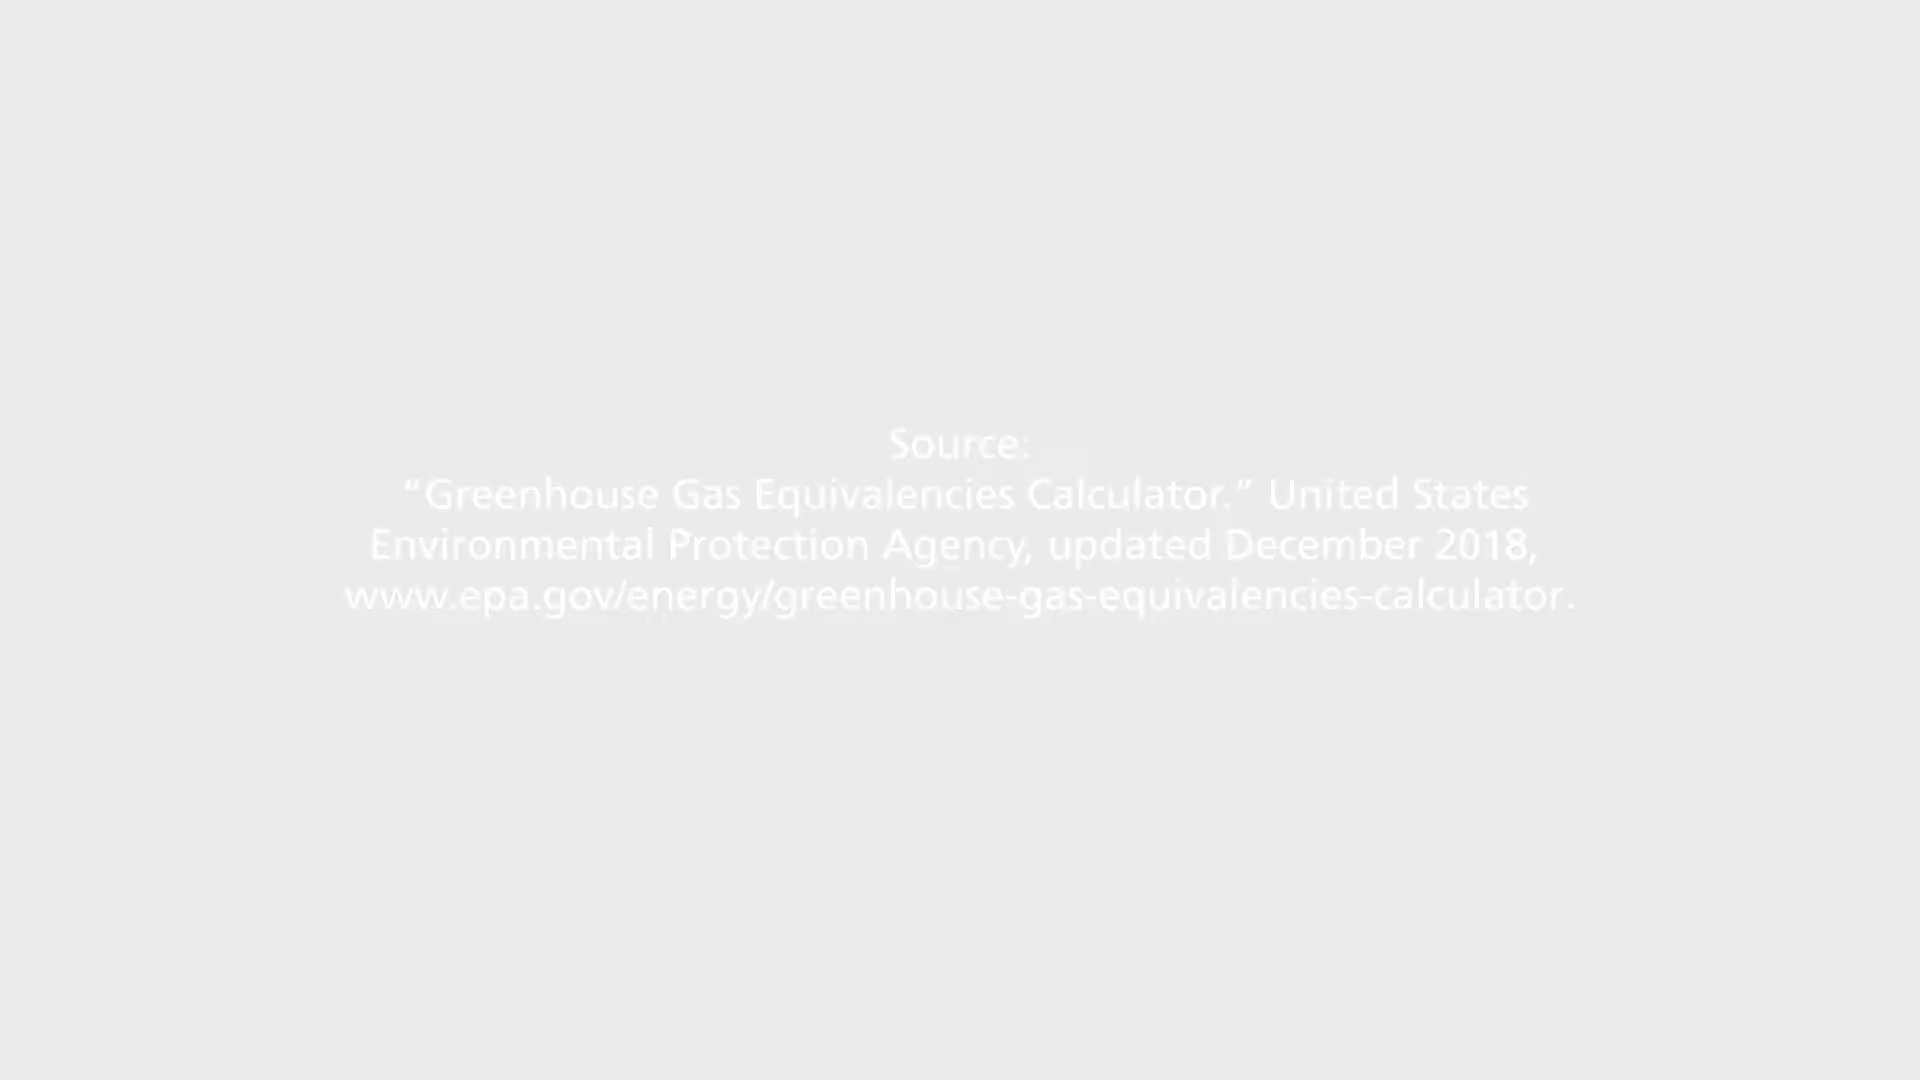 Source:
“Greenhouse Gas Equivalencies Calculator.” United States
Environmental Protection Agency, updated December 2018,
www.epa.gov/energy/greenhouse-gas-equivalencies-calculator.